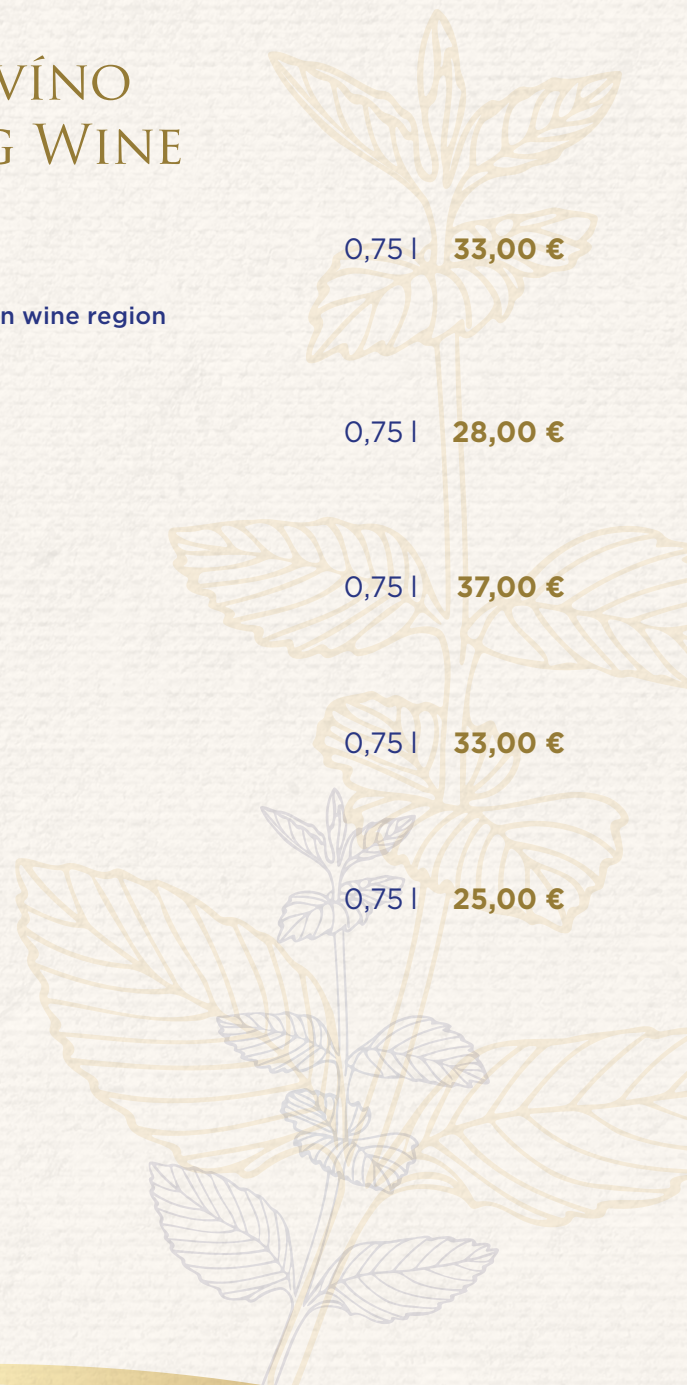 VÍNO
G WINE
0,75 l 33,00 €
n wine region
0,75 l 28,00 €
0,75 l 37,00 €
0,75 l 33,00 €
0,75 l 25,00 €